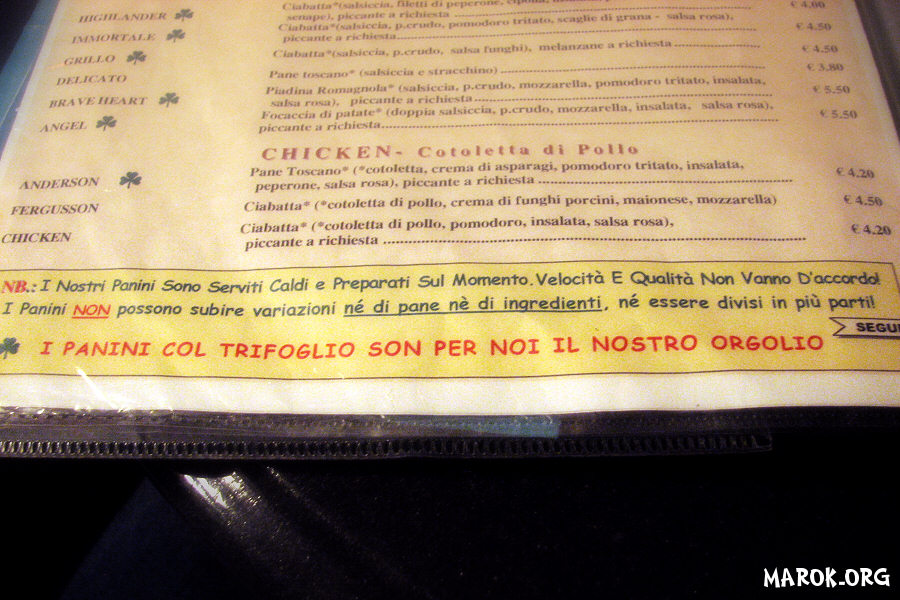 HIGHLANDER
Ciabatta*(salsiccia, filetti di peperone, cipolla,
senape), piccante a richiesta € 4.00
IMMORTALE Ciabatta*(salsiccia, p.crudo, pomodoro tritato, scaglie di grana - salsa rosa),
piccante a richiesta € 4.50
GRILLO Ciabatta*(salsiccia, p.crudo, salsa funghi), melanzane a richiesta € 4.50
DELICATO Pane toscano* (salsiccia e stracchino) € 3.80
BRAVE HEART Piadina Romagnola* (salsiccia, p.crudo, mozzarella, pomodoro tritato, insalata,
salsa rosa), piccante a richiesta € 5.50
ANGEL Focaccia di patate* (doppia salsiccia, p.crudo, mozzarella, insalata, salsa rosa),
piccante a richiesta € 5.50
CHICKEN- Cotoletta di Pollo
ANDERSON Pane Toscano* (*cotoletta, crema di asparagi, pomodoro tritato, insalata,
peperone, salsa rosa), piccante a richiesta € 4.20
FERGUSSON Ciabatta* (*cotoletta di pollo, crema di funghi porcini, maionese, mozzarella) € 4.50
CHICKEN Ciabatta* (*cotoletta di pollo, pomodoro, insalata, salsa rosa),
piccante a richiesta € 4.20
NB.: I Nostri Panini Sono Serviti Caldi e Preparati Sul Momento. Velocità E Qualità Non Vanno D'accordo!
I Panini NON possono subire variazioni né di pane nè di ingredienti, né essere divisi in più parti!
SEGU
I PANINI COL TRIFOGLIO SON PER NOI IL NOSTRO ORGOLIO
MAROK.ORG